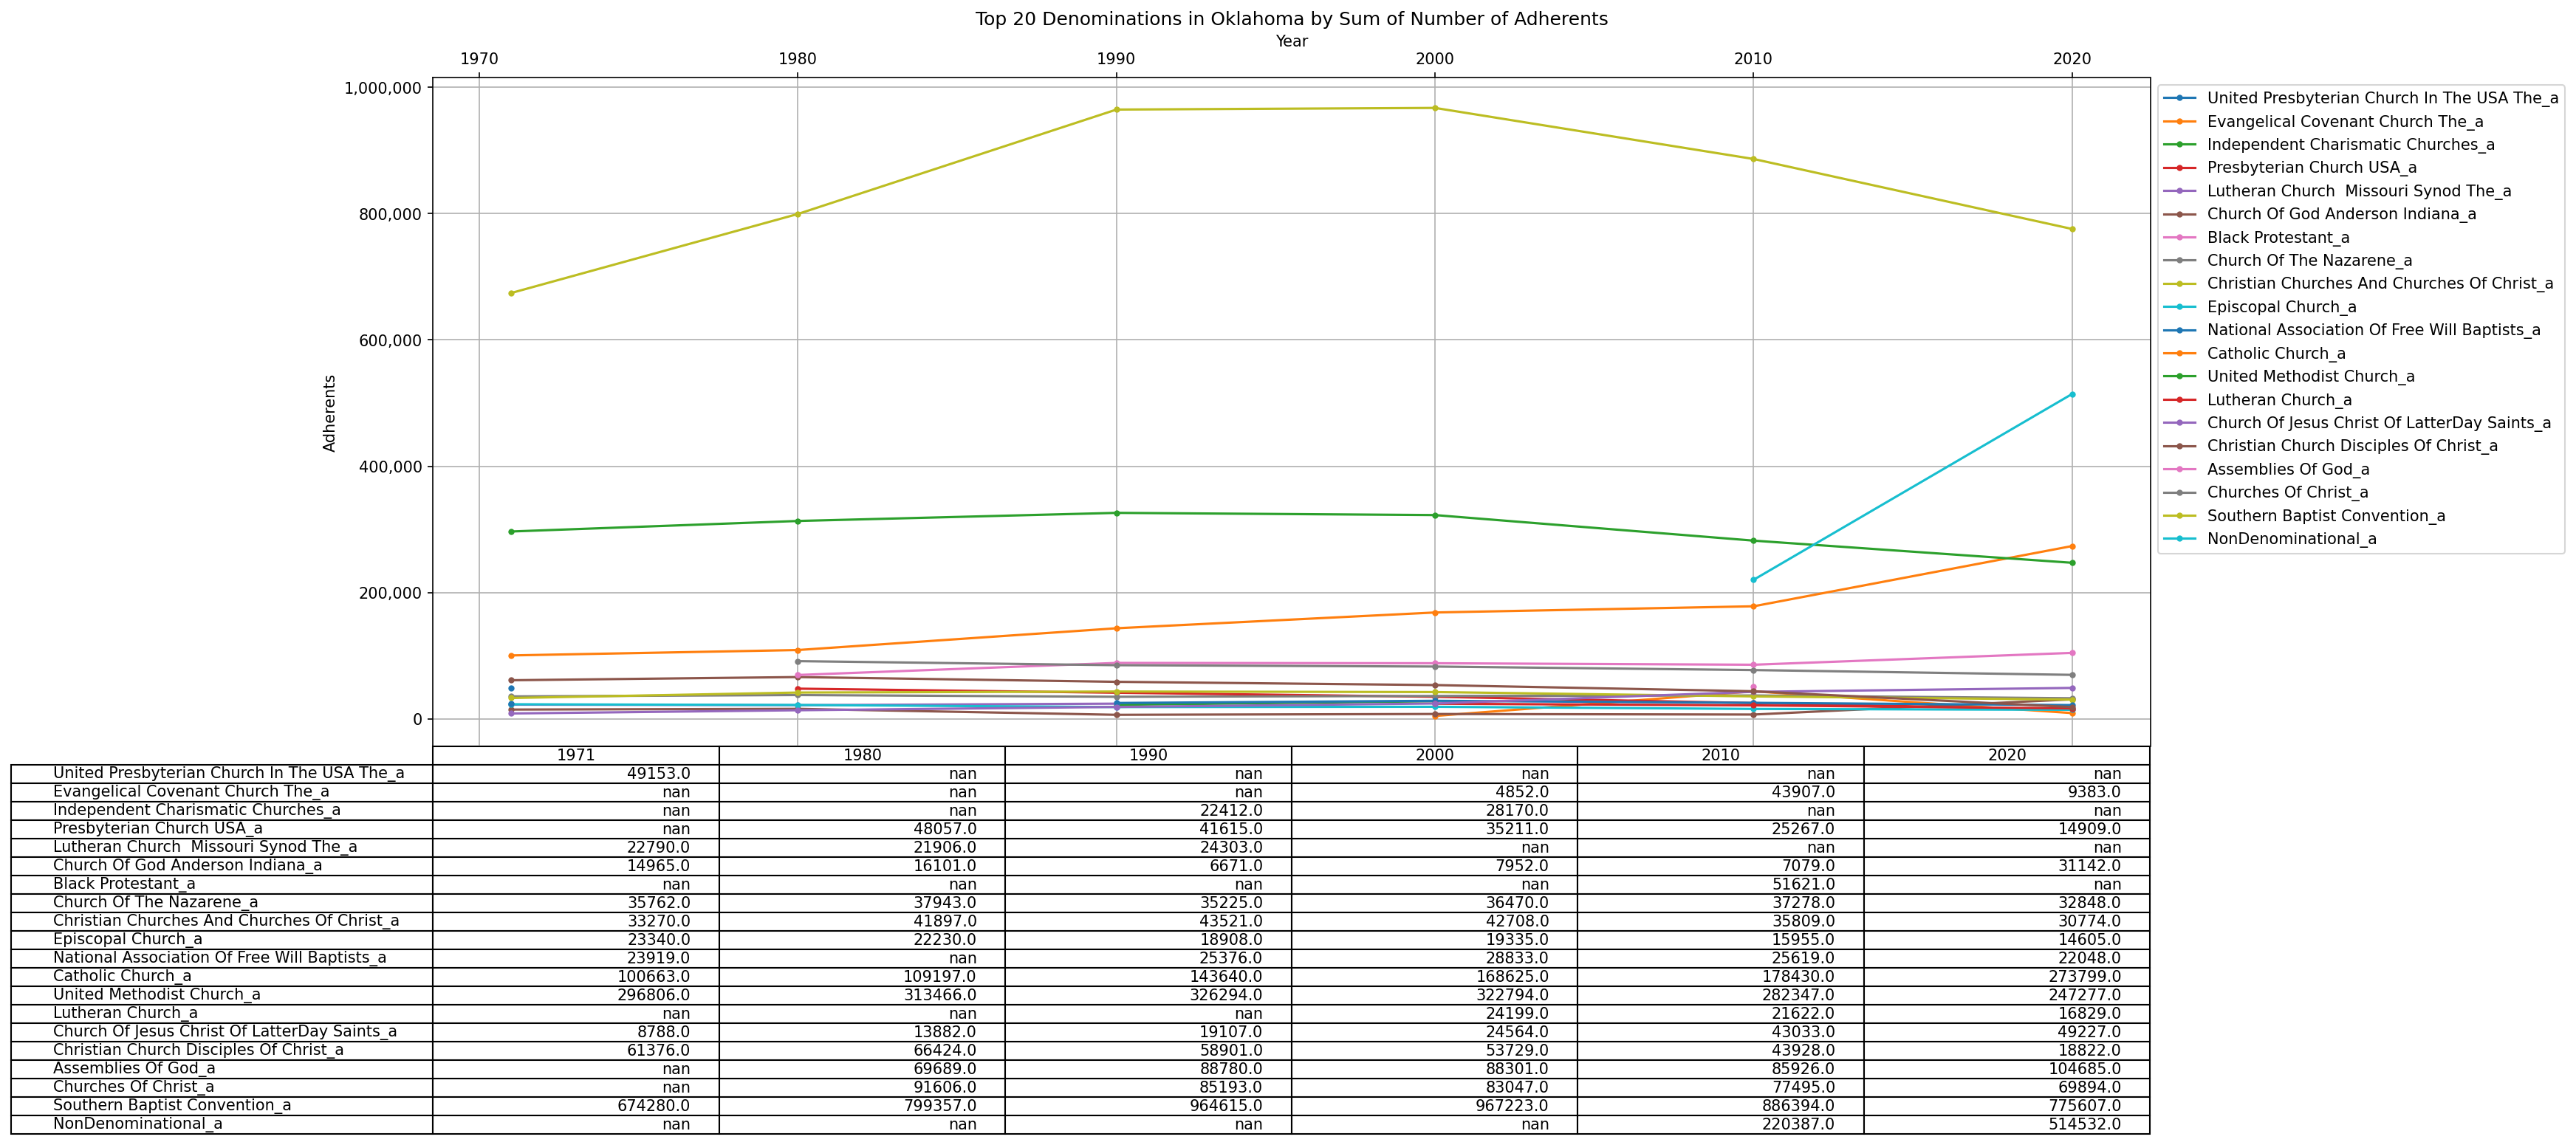 Top 20 Denominations in Oklahoma by Sum of Number of Adherents
Year
1970 1980 1990 2000 2010 2020
1,000,000
800,000
600,000
400,000
200,000
0
Adherents
United Presbyterian Church In The USA The_a
Evangelical Covenant Church The_a
Independent Charismatic Churches_a
Presbyterian Church USA_a
Lutheran Church  Missouri Synod The_a
Church Of God Anderson Indiana_a
Black Protestant_a
Church Of The Nazarene_a
Christian Churches And Churches Of Christ_a
Episcopal Church_a
National Association Of Free Will Baptists_a
Catholic Church_a
United Methodist Church_a
Lutheran Church_a
Church Of Jesus Christ Of LatterDay Saints_a
Christian Church Disciples Of Christ_a
Assemblies Of God_a
Churches Of Christ_a
Southern Baptist Convention_a
NonDenominational_a
1971 1980 1990 2000 2010 2020
United Presbyterian Church In The USA The_a 49153.0 nan nan nan nan nan
Evangelical Covenant Church The_a nan nan nan 4852.0 43907.0 9383.0
Independent Charismatic Churches_a nan nan 22412.0 28170.0 nan nan
Presbyterian Church USA_a nan 48057.0 41615.0 35211.0 25267.0 14909.0
Lutheran Church  Missouri Synod The_a 22790.0 21906.0 24303.0 nan nan nan
Church Of God Anderson Indiana_a 14965.0 16101.0 6671.0 7952.0 7079.0 31142.0
Black Protestant_a nan nan nan nan 51621.0 nan
Church Of The Nazarene_a 35762.0 37943.0 35225.0 36470.0 37278.0 32848.0
Christian Churches And Churches Of Christ_a 33270.0 41897.0 43521.0 42708.0 35809.0 30774.0
Episcopal Church_a 23340.0 22230.0 18908.0 19335.0 15955.0 14605.0
National Association Of Free Will Baptists_a 23919.0 nan 25376.0 28833.0 25619.0 22048.0
Catholic Church_a 100663.0 109197.0 143640.0 168625.0 178430.0 273799.0
United Methodist Church_a 296806.0 313466.0 326294.0 322794.0 282347.0 247277.0
Lutheran Church_a nan nan nan 24199.0 21622.0 16829.0
Church Of Jesus Christ Of LatterDay Saints_a 8788.0 13882.0 19107.0 24564.0 43033.0 49227.0
Christian Church Disciples Of Christ_a 61376.0 66424.0 58901.0 53729.0 43928.0 18822.0
Assemblies Of God_a nan 69689.0 88780.0 88301.0 85926.0 104685.0
Churches Of Christ_a nan 91606.0 85193.0 83047.0 77495.0 69894.0
Southern Baptist Convention_a 674280.0 799357.0 964615.0 967223.0 886394.0 775607.0
NonDenominational_a nan nan nan nan 220387.0 514532.0